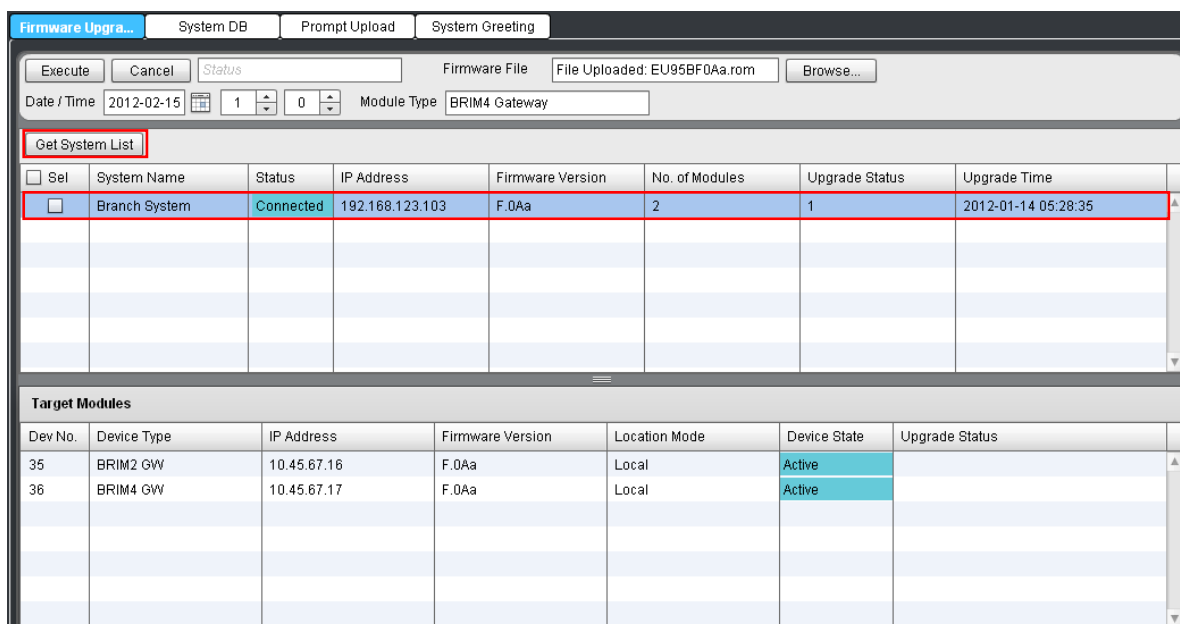 Firmware Upgra... System DB Prompt Upload System Greeting
Execute Cancel Status Firmware File File Uploaded: EU95BF0Aa.rom Browse...
Date / Time 2012-02-15 1 0 Module Type BRIM4 Gateway
Get System List
Sel System Name Status IP Address Firmware Version No. of Modules Upgrade Status Upgrade Time
Branch System Connected 192.168.123.103 F.0Aa 2 1 2012-01-14 05:28:35
Target Modules
Dev No. Device Type IP Address Firmware Version Location Mode Device State Upgrade Status
35 BRIM2 GW 10.45.67.16 F.0Aa Local Active
36 BRIM4 GW 10.45.67.17 F.0Aa Local Active